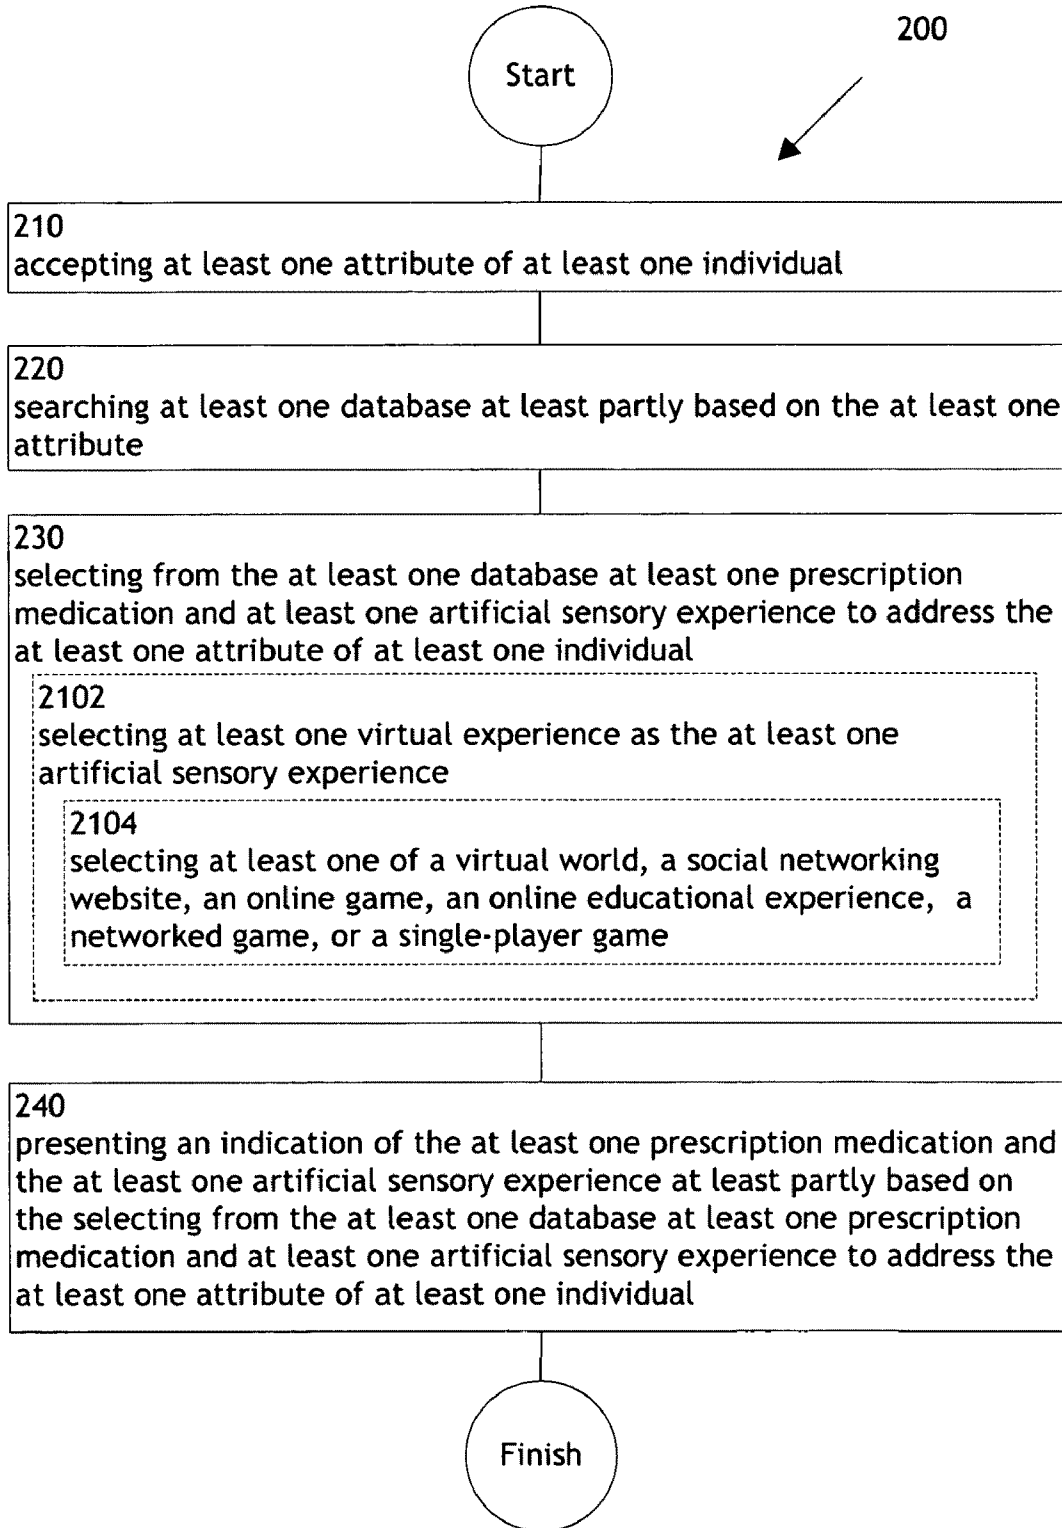 200
Start
210
accepting at least one attribute of at least one individual
220
searching at least one database at least partly based on the at least one
attribute
230
selecting from the at least one database at least one prescription
medication and at least one artificial sensory experience to address the
at least one attribute of at least one individual
2102
selecting at least one virtual experience as the at least one
artificial sensory experience
2104
selecting at least one of a virtual world, a social networking
website, an online game, an online educational experience, a
networked game, or a single-player game
240
presenting an indication of the at least one prescription medication and
the at least one artificial sensory experience at least partly based on
the selecting from the at least one database at least one prescription
medication and at least one artificial sensory experience to address the
at least one attribute of at least one individual
Finish